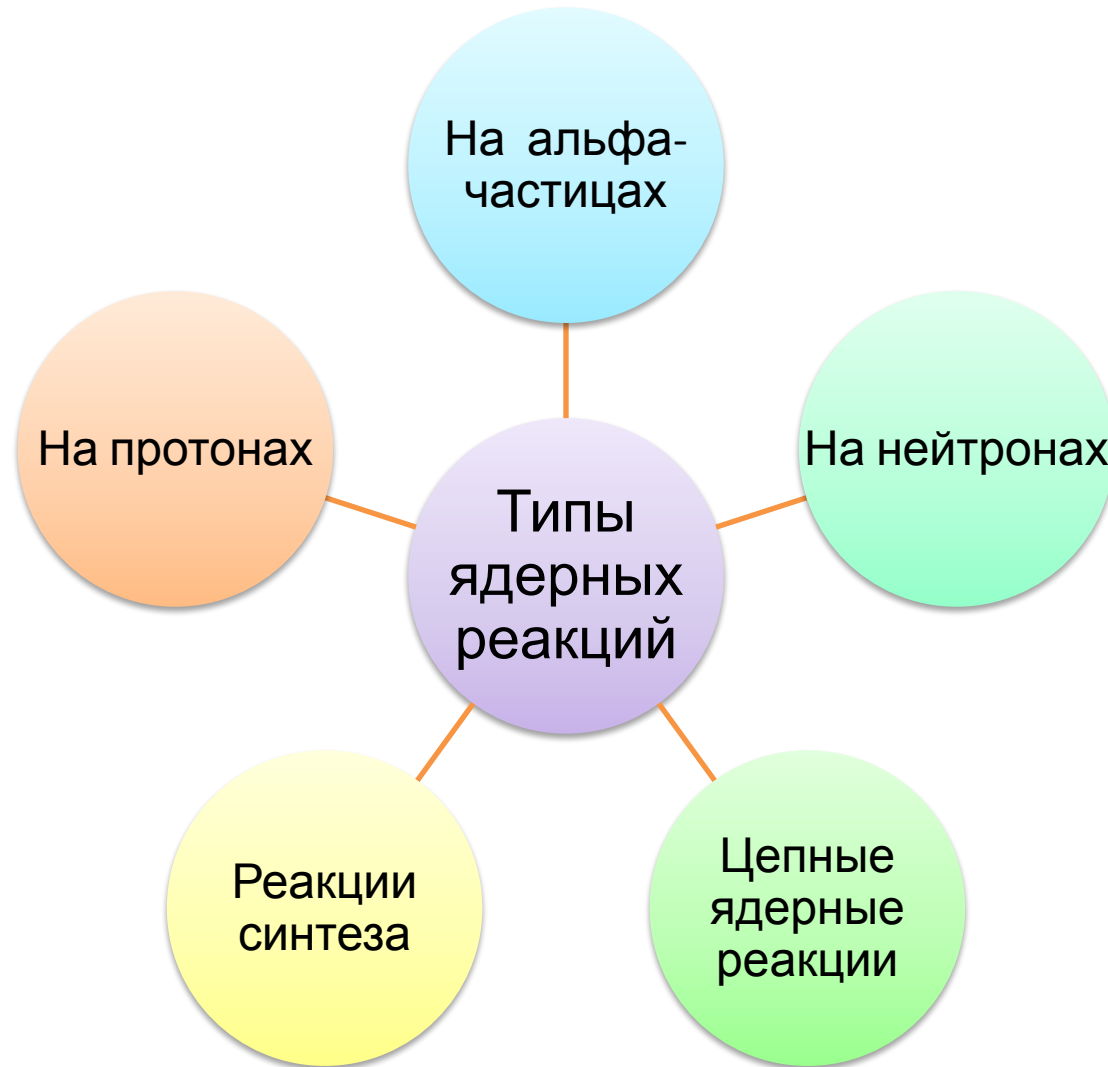 На альфа-
частицах
На протонах
На нейтронах
Типы
ядерных
реакций
Реакции
синтеза
Цепные
ядерные
реакции